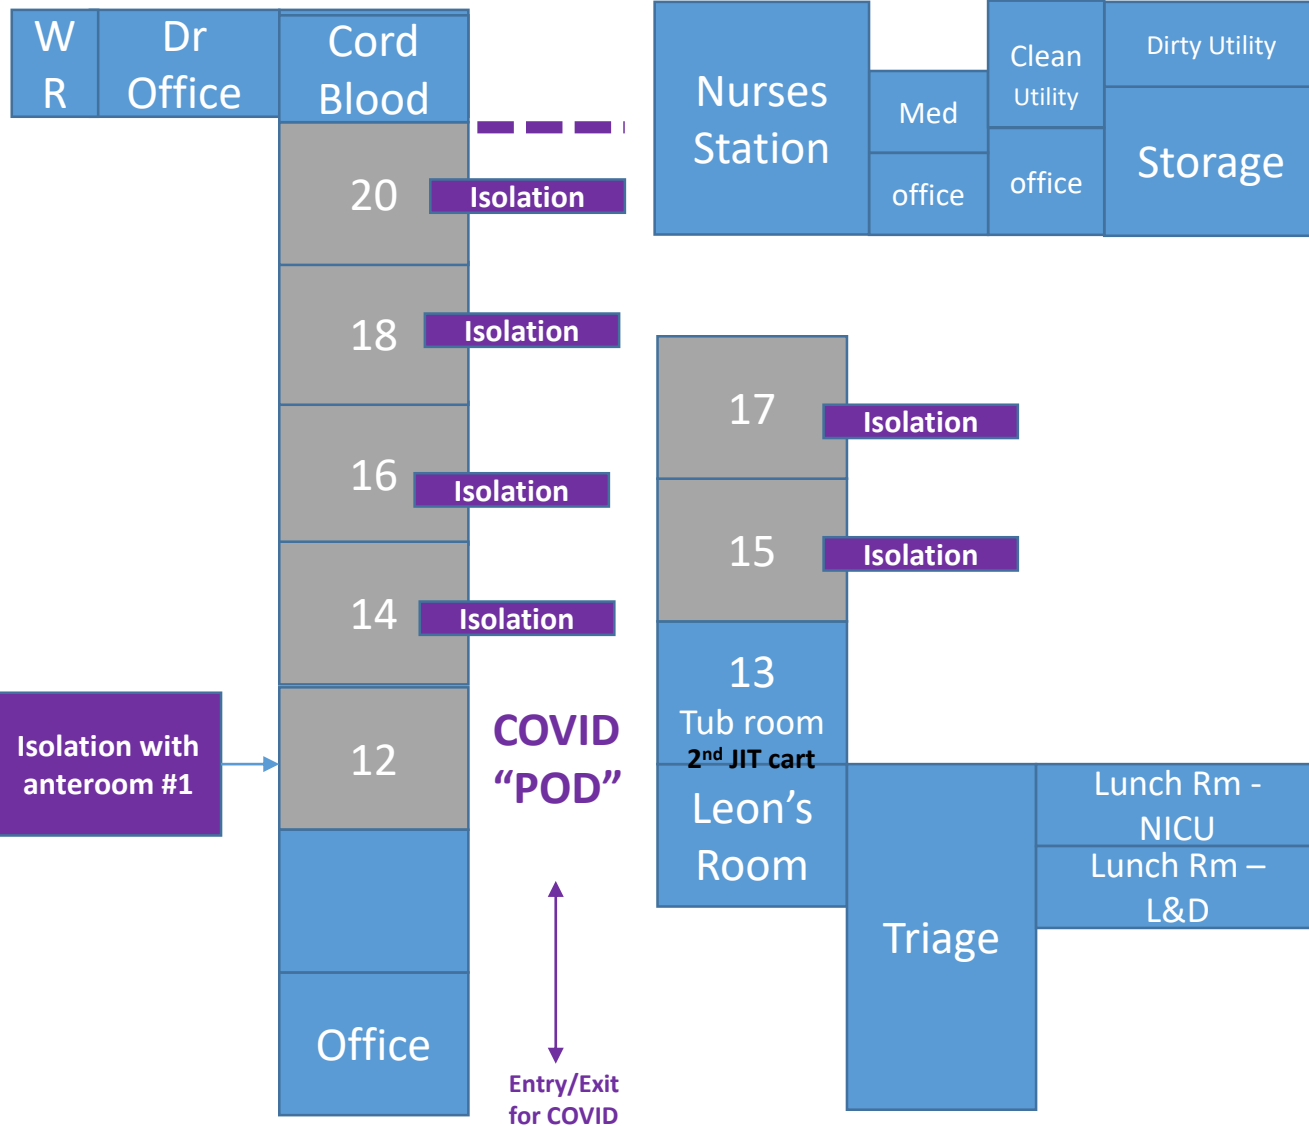 W
R
Dr
Office
Cord
Blood
Nurses
Station
Med
office
Clean
Utility
office
Dirty Utility
Storage
20
Isolation
18
Isolation
16
Isolation
14
Isolation
12
Isolation with
anteroom #1
COVID
“POD”
17
Isolation
15
Isolation
13
Tub room
2nd JIT cart
Leon’s
Room
Triage
Lunch Rm -
NICU
Lunch Rm –
L&D
Office
Entry/Exit
for COVID